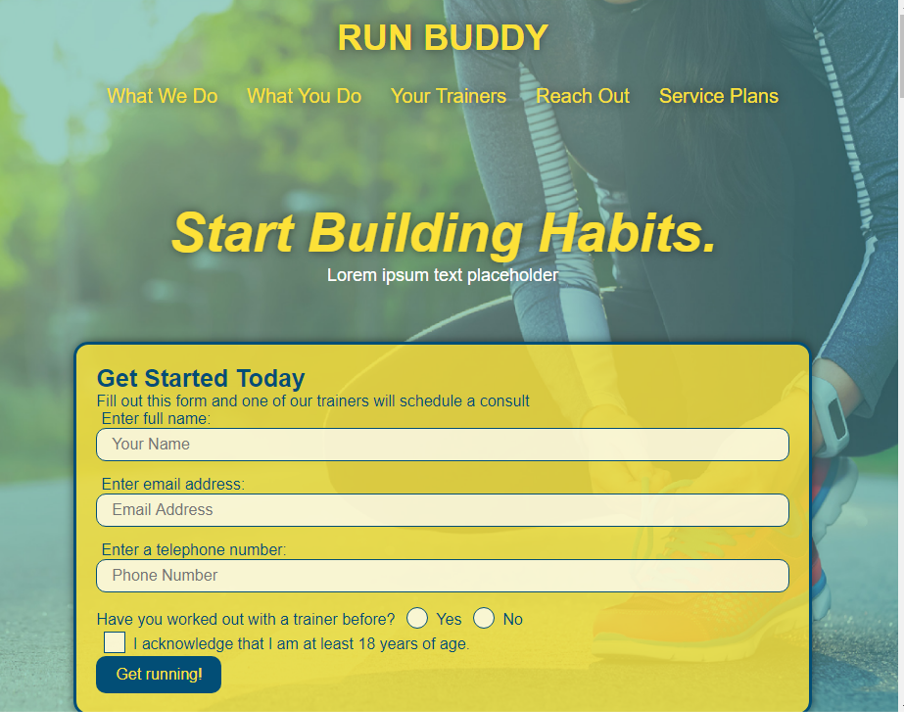 RUN BUDDY
What We Do What You Do Your Trainers Reach Out Service Plans
Start Building Habits.
Lorem ipsum text placeholder
Get Started Today
Fill out this form and one of our trainers will schedule a consult
Enter full name:
Your Name
Enter email address:
Email Address
Enter a telephone number:
Phone Number
Have you worked out with a trainer before? Yes No
I acknowledge that I am at least 18 years of age.
Get running!